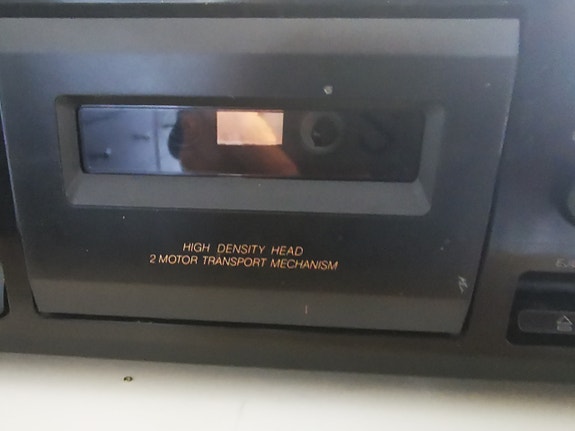 HIGH DENSITY HEAD
2 MOTOR TRANSPORT MECHANISM